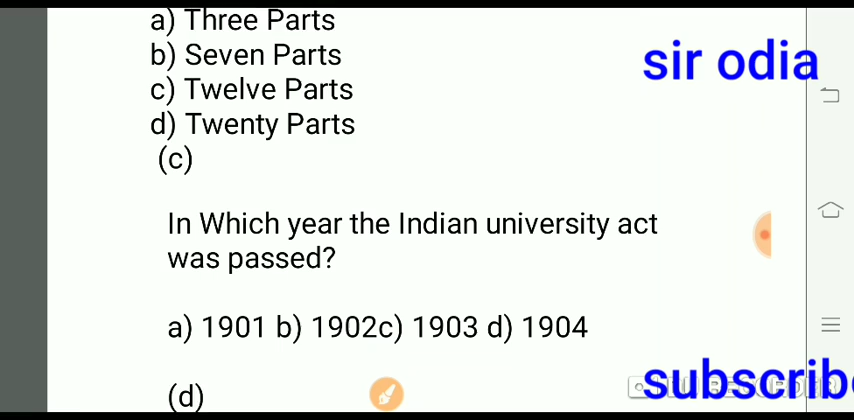 a) Three Parts
b) Seven Parts
c) Twelve Parts
d) Twenty Parts
(c)
sir odia
In Which year the Indian university act
was passed?
a) 1901 b) 1902c) 1903 d) 1904
(d)
subscrib